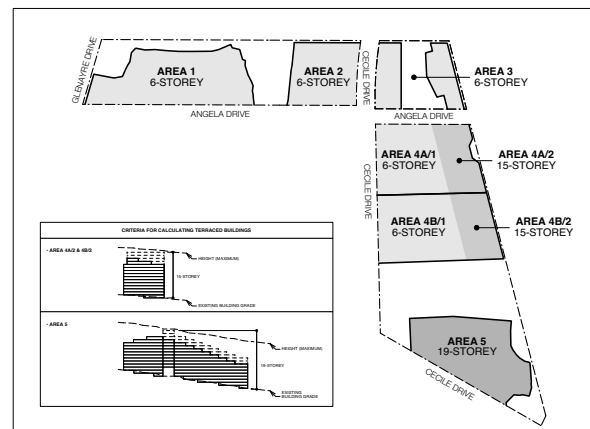 GLENAYRE DRIVE
AREA 1
6-STOREY
AREA 2
6-STOREY
CECILE DRIVE
AREA 3
6-STOREY
ANGELA DRIVE
ANGELA DRIVE
AREA 4A/1
6-STOREY
AREA 4A/2
15-STOREY
CECILE DRIVE
AREA 4B/1
6-STOREY
AREA 4B/2
15-STOREY
CRITERIA FOR CALCULATING TERRACED BUILDINGS
- AREA 4A/2 & 4B/2
HEIGHT (MAXIMUM)
15-STOREY
EXISTING BUILDING GRADE
- AREA 5
HEIGHT (MAXIMUM)
19-STOREY
EXISTING
BUILDING GRADE
AREA 5
19-STOREY
CECILE DRIVE